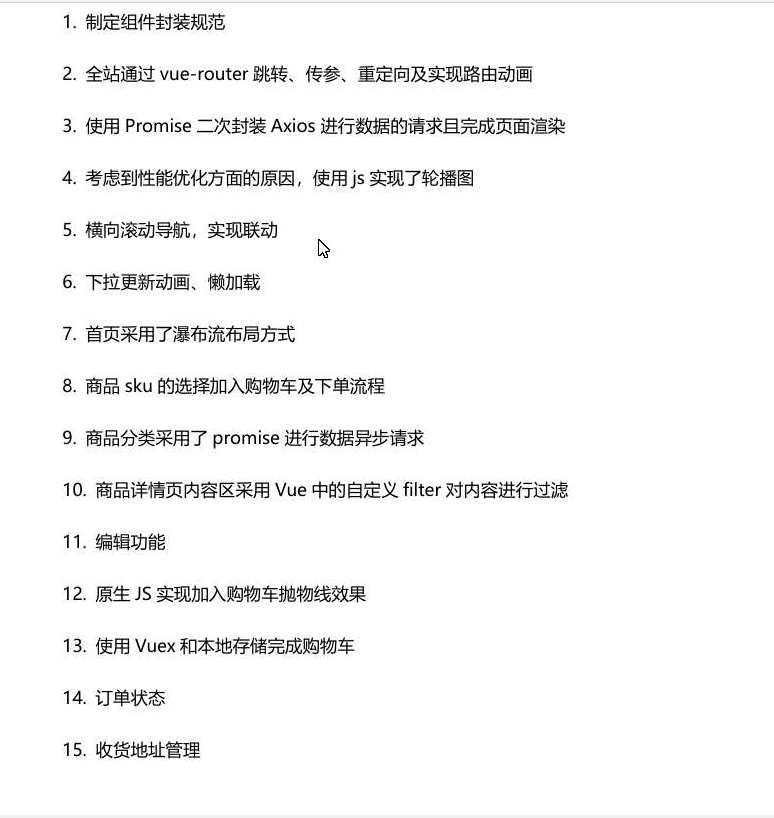 1. 制定组件封装规范
2. 全站通过 vue-router 跳转、传参、重定向及实现路由动画
3. 使用 Promise 二次封装 Axios 进行数据的请求且完成页面渲染
4. 考虑到性能优化方面的原因，使用 js 实现了轮播图
5. 横向滚动导航，实现联动
6. 下拉更新动画、懒加载
7. 首页采用了瀑布流布局方式
8. 商品 sku 的选择加入购物车及下单流程
9. 商品分类采用了 promise 进行数据异步请求
10. 商品详情页内容区采用 Vue 中的自定义 filter 对内容进行过滤
11. 编辑功能
12. 原生 JS 实现加入购物车抛物线效果
13. 使用 Vuex 和本地存储完成购物车
14. 订单状态
15. 收货地址管理